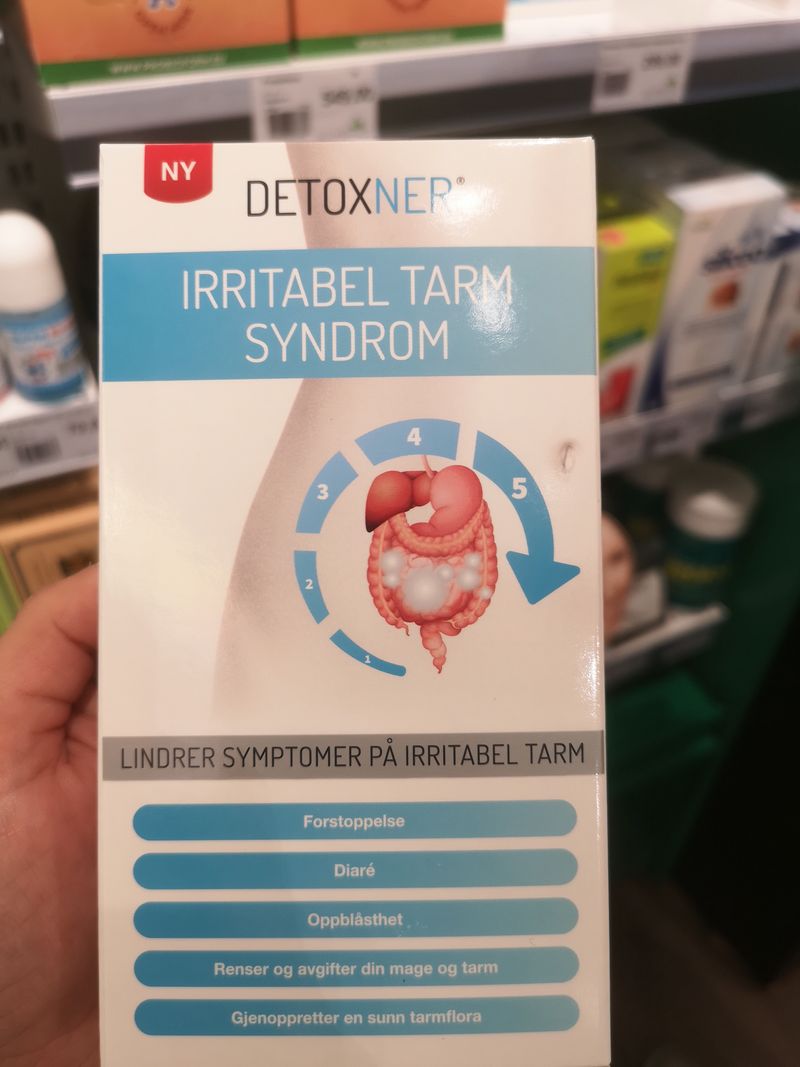 NY
DETOXNER®
IRRITABEL TARM
SYNDROM
4
3
5
2
1
LINDRER SYMPTOMER PÅ IRRITABEL TARM
Forstoppelse
Diaré
Oppblåsthet
Renser og avgifter din mage og tarm
Gjenoppretter en sunn tarmflora